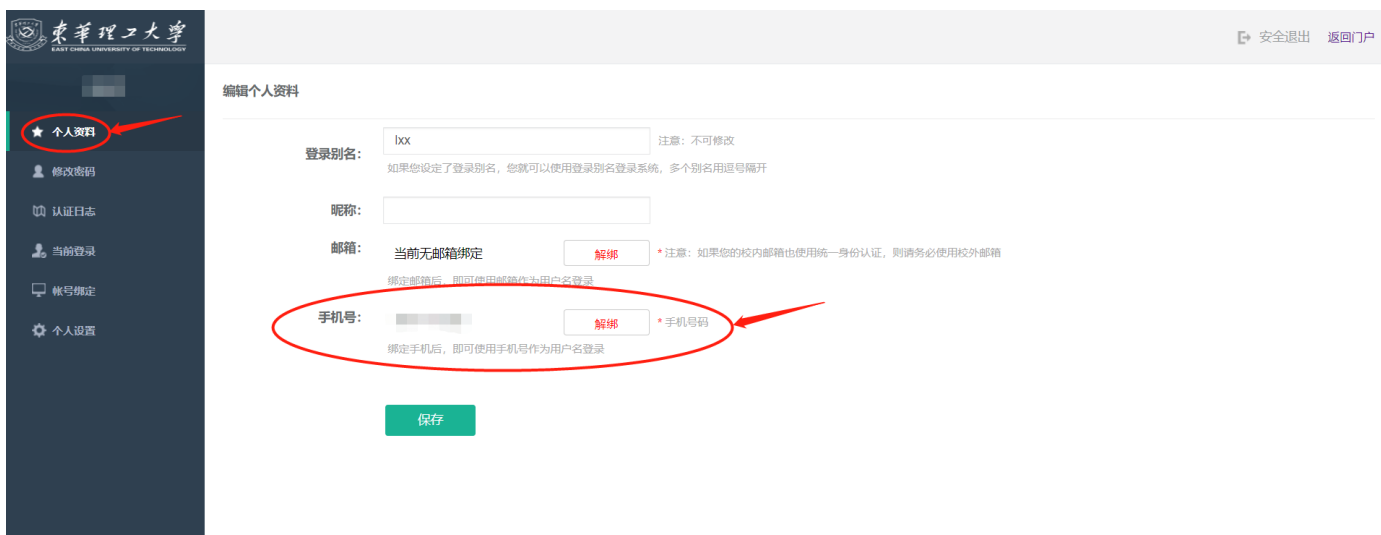 東華理工大學
EAST CHINA UNIVERSITY OF TECHNOLOGY
安全退出 返回门户
个人资料
修改密码
认证日志
当前登录
帐号绑定
个人设置
编辑个人资料
登录别名： lxx 注意：不可修改
如果您设定了登录别名，您就可以使用登录别名登录系统，多个别名用逗号隔开
昵称：
邮箱： 当前无邮箱绑定 解绑 *注意：如果您的校内邮箱也使用统一身份认证，则请务必使用校外邮箱
绑定邮箱后，即可使用邮箱作为用户名登录
手机号： 解绑 *手机号码
绑定手机后，即可使用手机号作为用户名登录
保存